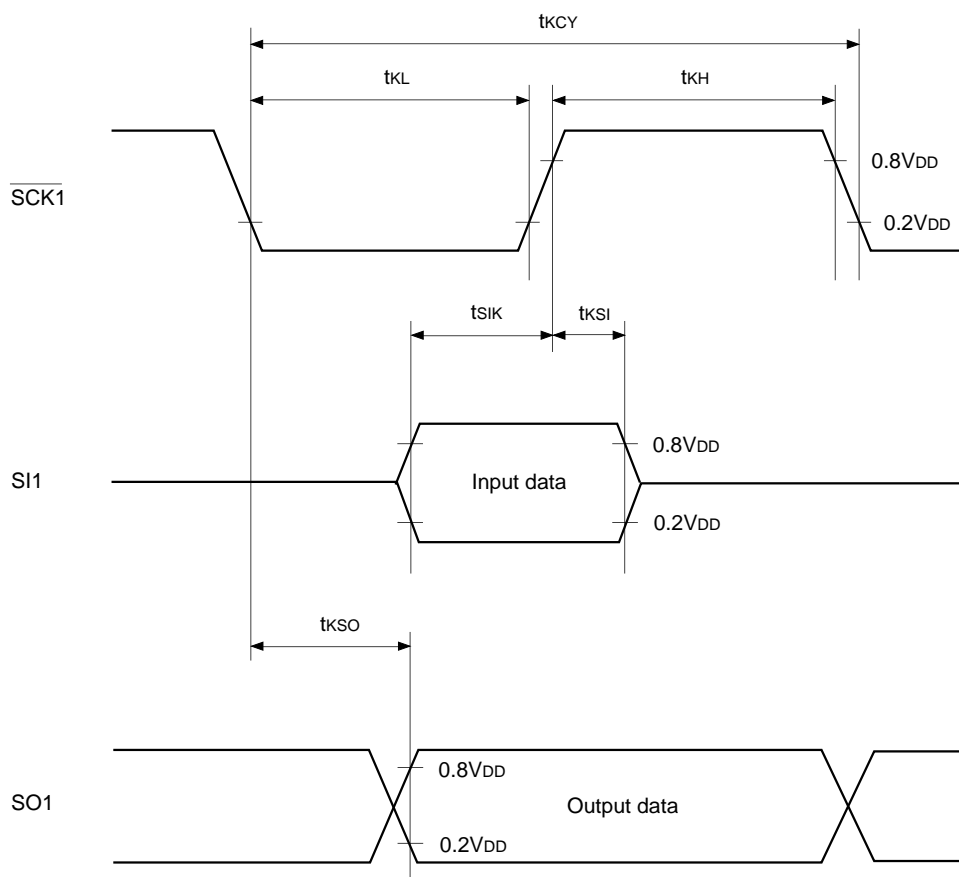 tKCY
tKL
tKH
SCK1
0.8VDD
0.2VDD
tSIK
tKSI
SI1
Input data
0.8VDD
0.2VDD
tKSO
SO1
0.8VDD
Output data
0.2VDD